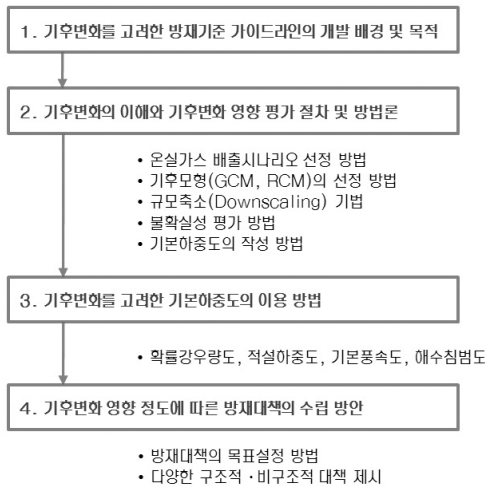 1. 기후변화를 고려한 방재기준 가이드라인의 개발 배경 및 목적
2. 기후변화의 이해와 기후변화 영향 평가 절차 및 방법론
• 온실가스 배출시나리오 선정 방법
• 기후모형(GCM, RCM)의 선정 방법
• 규모축소(Downscaling) 기법
• 불확실성 평가 방법
• 기본하중도의 작성 방법
3. 기후변화를 고려한 기본하중도의 이용 방법
• 확률강우량도, 적설하중도, 기본풍속도, 해수침범도
4. 기후변화 영향 정도에 따른 방재대책의 수립 방안
• 방재대책의 목표설정 방법
• 다양한 구조적·비구조적 대책 제시